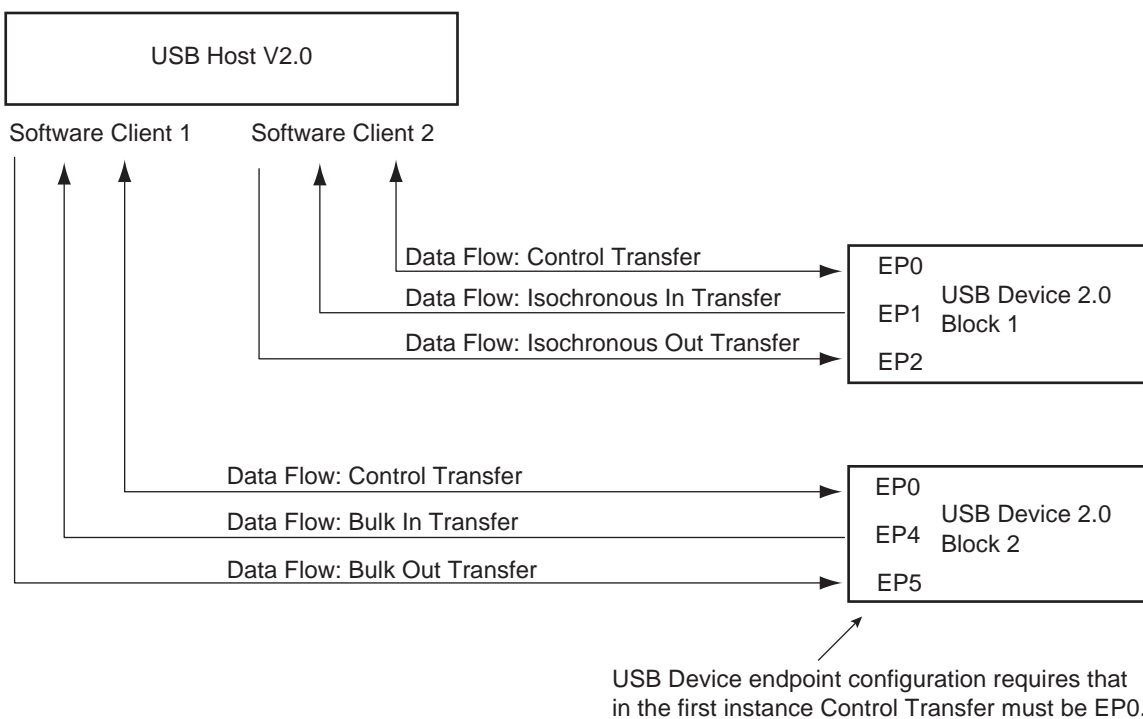 USB Host V2.0
Software Client 1
Software Client 2
Data Flow: Control Transfer
Data Flow: Isochronous In Transfer
Data Flow: Isochronous Out Transfer
EP0
EP1
EP2
USB Device 2.0
Block 1
Data Flow: Control Transfer
Data Flow: Bulk In Transfer
Data Flow: Bulk Out Transfer
EP0
EP4
EP5
USB Device 2.0
Block 2
USB Device endpoint configuration requires that
in the first instance Control Transfer must be EP0.